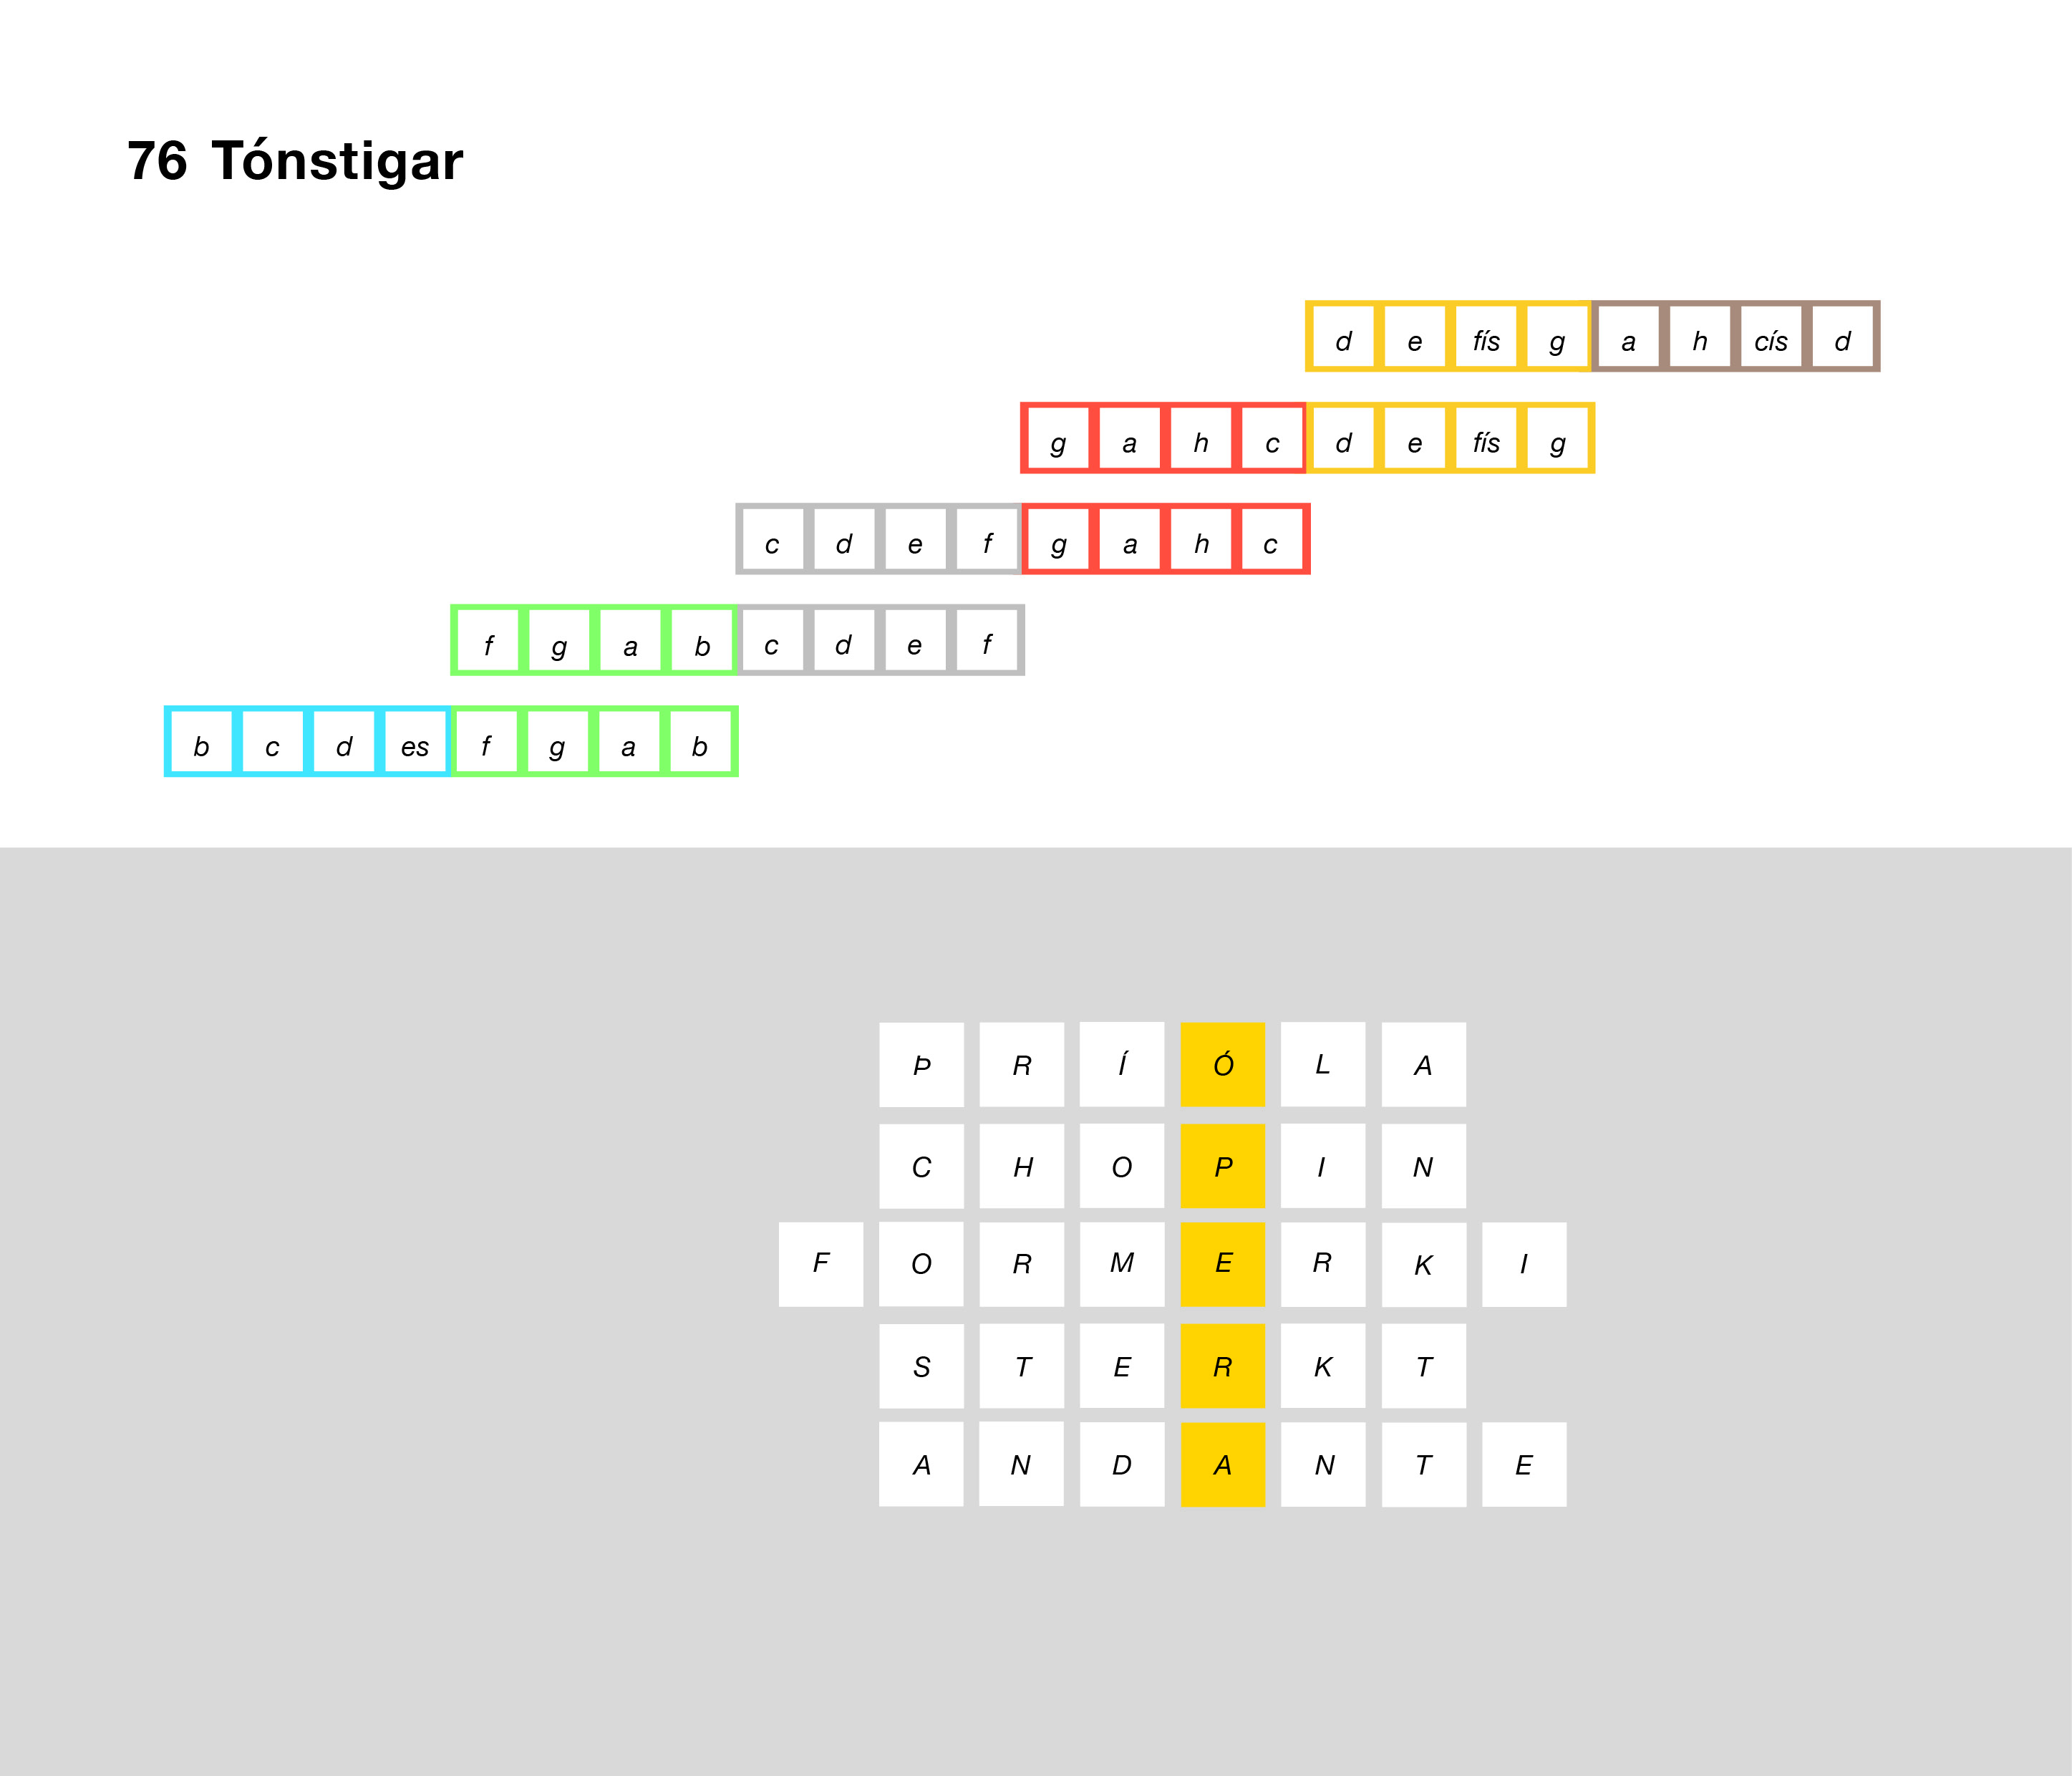 76 Tónstigar
d e fís g a h cís d
g a h c d e fís g
c d e f g a h c
f g a b c d e f
b c d es f g a b
Þ R Í Ó L A
C H O P I N
F O R M E R K I
S T E R K T
A N D A N T E